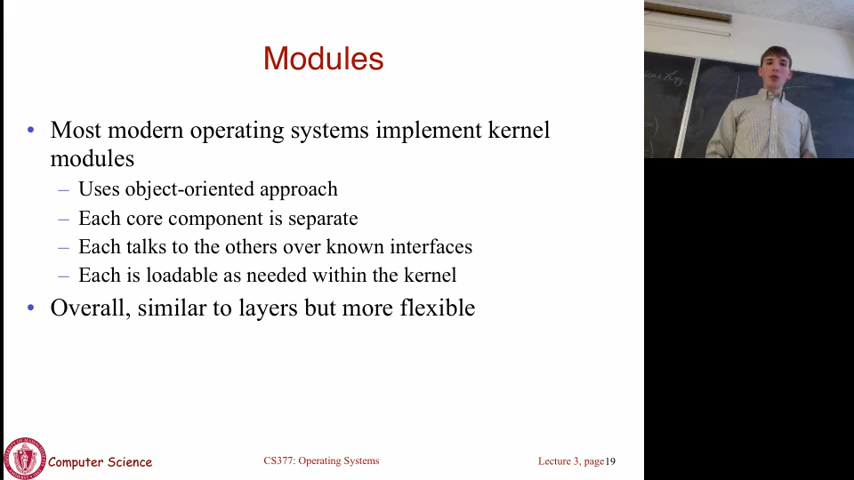 Modules
• Most modern operating systems implement kernel
modules
– Uses object-oriented approach
– Each core component is separate
– Each talks to the others over known interfaces
– Each is loadable as needed within the kernel
• Overall, similar to layers but more flexible
Computer Science
CS377: Operating Systems
Lecture 3, page 19